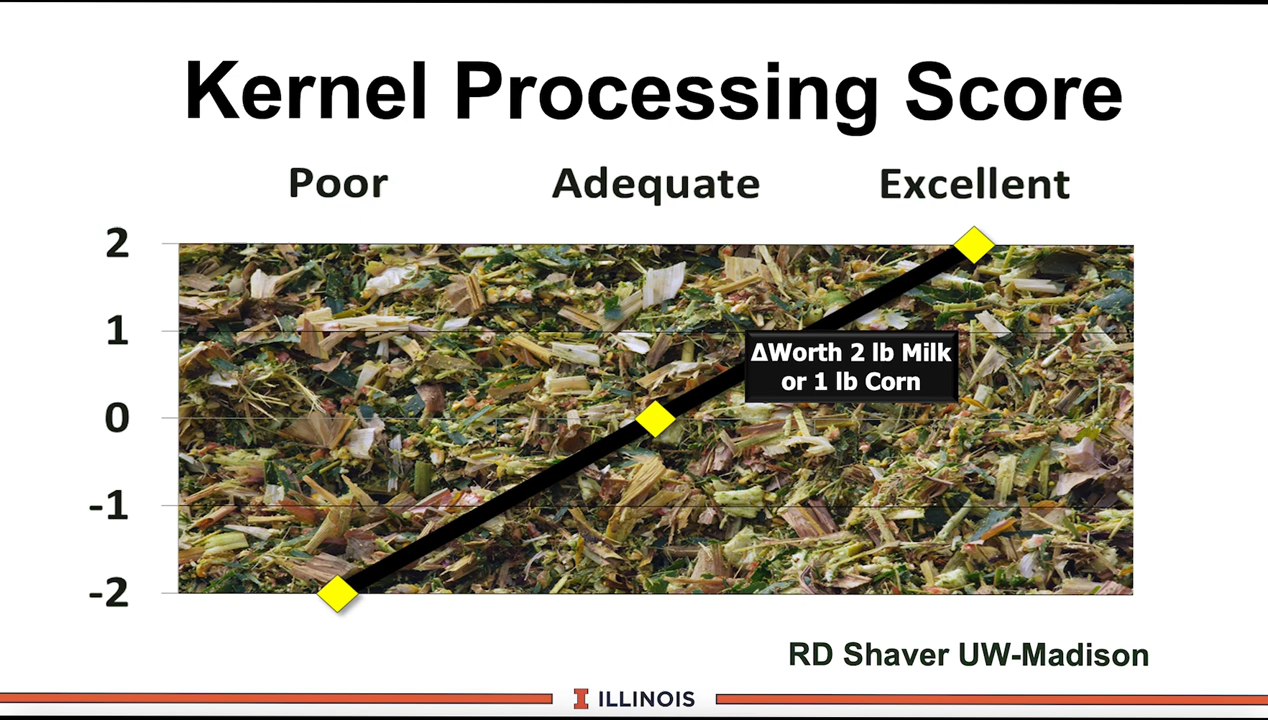 Kernel Processing Score
Poor Adequate Excellent
2
1
ΔWorth 2 lb Milk
or 1 lb Corn
0
-1
-2
RD Shaver UW-Madison
I ILLINOIS